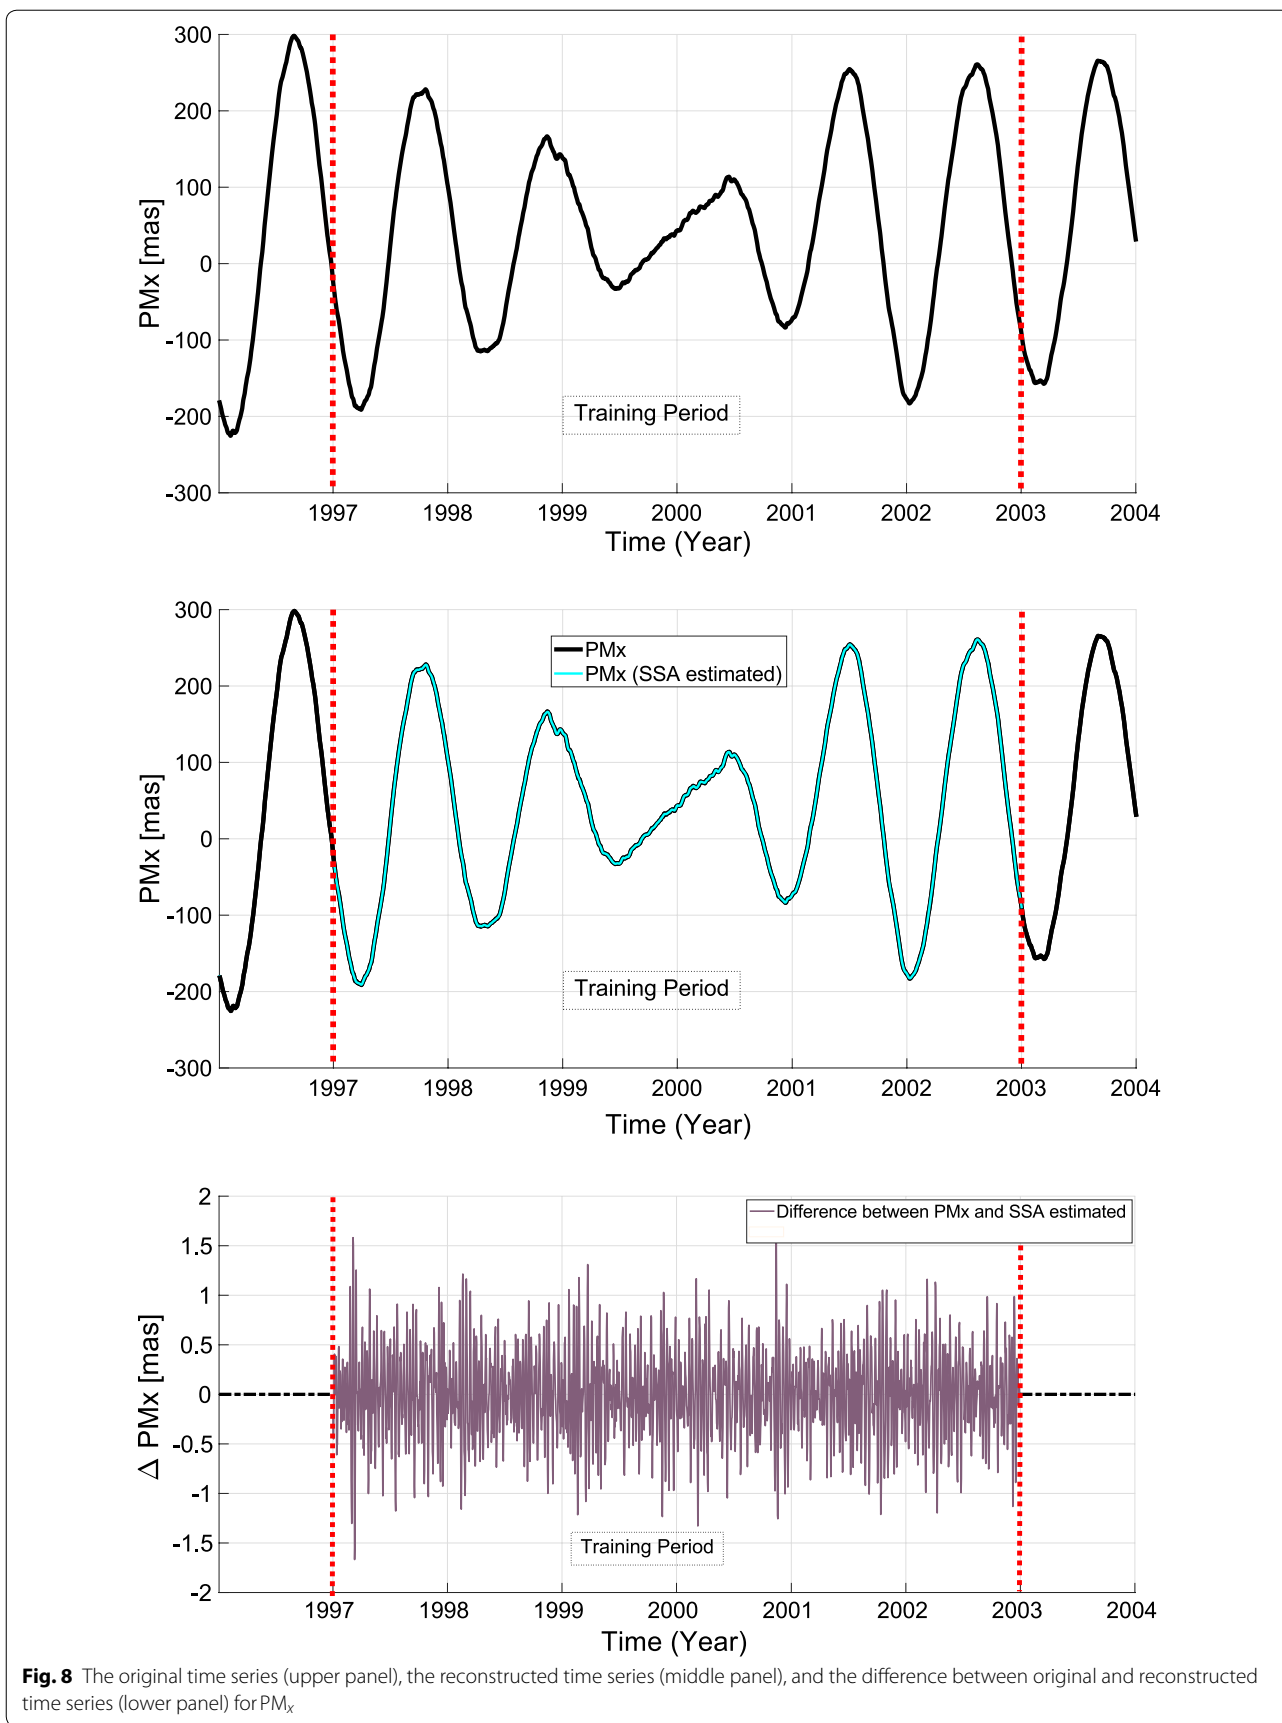 300
200
100
0
-100
-200
-300
PMx [mas]
Training Period
1997 1998 1999 2000 2001 2002 2003 2004
Time (Year)
300
200
100
0
-100
-200
-300
PMx [mas]
PMx
PMx (SSA estimated)
Training Period
1997 1998 1999 2000 2001 2002 2003 2004
Time (Year)
2
1.5
1
0.5
0
-0.5
-1
-1.5
-2
Δ PMx [mas]
Difference between PMx and SSA estimated
Training Period
1997 1998 1999 2000 2001 2002 2003 2004
Time (Year)
Fig. 8 The original time series (upper panel), the reconstructed time series (middle panel), and the difference between original and reconstructed
time series (lower panel) for PMx